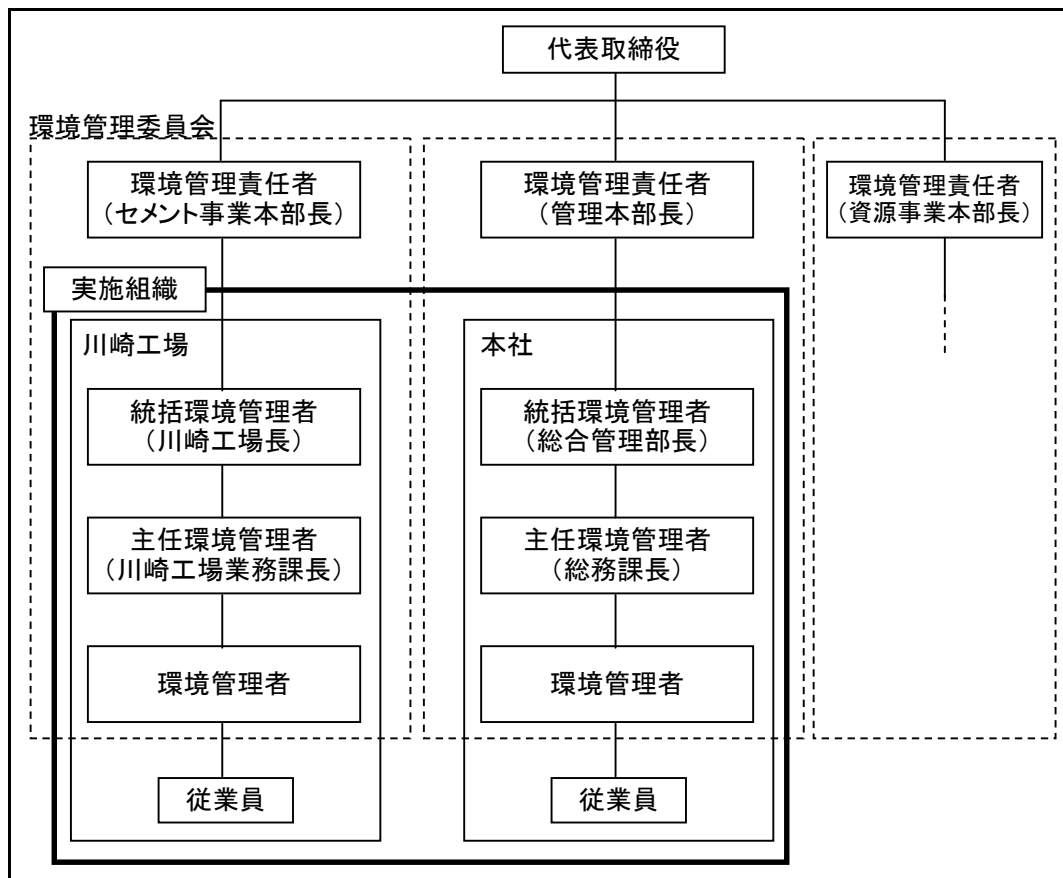 代表取締役
環境管理委員会
環境管理責任者
（セメント事業本部長）
環境管理責任者
（管理本部長）
環境管理責任者
（資源事業本部長）
実施組織
川崎工場
統括環境管理者
（川崎工場長）
主任環境管理者
（川崎工場業務課長）
環境管理者
従業員
本社
統括環境管理者
（総合管理部長）
主任環境管理者
（総務課長）
環境管理者
従業員